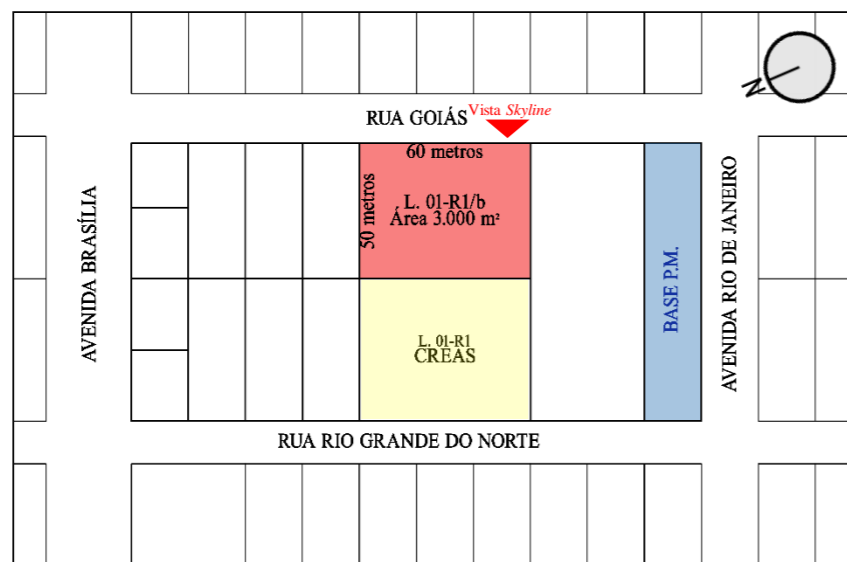 N
RUA GOIÁS
Vista Skyline
60 metros
50 metros
L. 01-R1/b
Área 3.000 m²
AVENIDA BRASÍLIA
BASE P.M.
AVENIDA RIO DE JANEIRO
L. 01-R1
CREAS
RUA RIO GRANDE DO NORTE